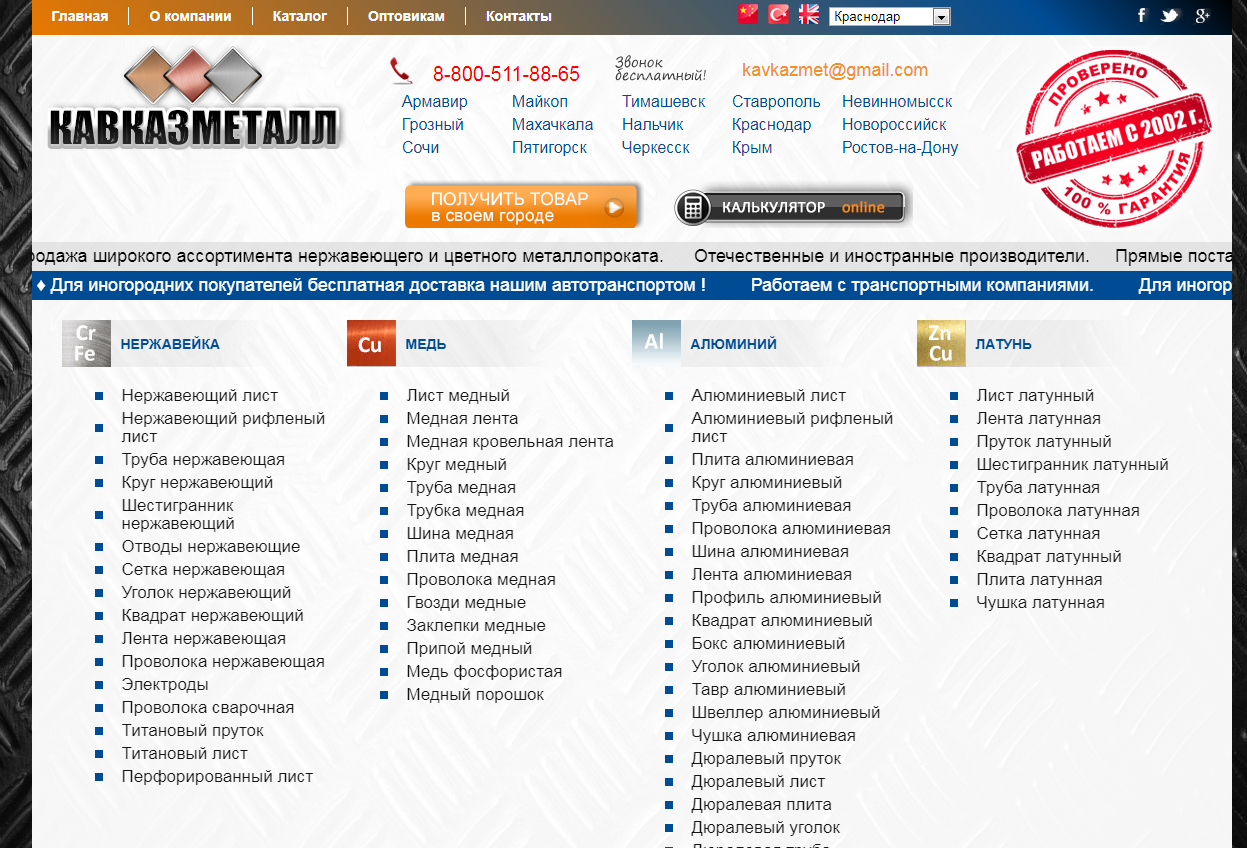 Главная О компании Каталог Оптовикам Контакты Краснодар
КАВКАЗМЕТАЛЛ
8-800-511-88-65 Звонок бесплатный! kavkazmet@gmail.com
Армавир Майкоп Тимашевск Ставрополь Невинномысск
Грозный Махачкала Нальчик Краснодар Новороссийск
Сочи Пятигорск Черкесск Крым Ростов-на-Дону
ПРОВЕРЕНО
РАБОТАЕМ С 2002 г.
100 % ГАРАНТИЯ
ПОЛУЧИТЬ ТОВАР
в своем городе
КАЛЬКУЛЯТОР online
родажа широкого ассортимента нержавеющего и цветного металлопроката. Отечественные и иностранные производители. Прямые поста
♦ Для иногородних покупателей бесплатная доставка нашим автотранспортом ! Работаем с транспортными компаниями. Для иногор
Cr
Fe
НЕРЖАВЕЙКА
Нержавеющий лист
Нержавеющий рифленый
лист
Труба нержавеющая
Круг нержавеющий
Шестигранник
нержавеющий
Отводы нержавеющие
Сетка нержавеющая
Уголок нержавеющий
Квадрат нержавеющий
Лента нержавеющая
Проволока нержавеющая
Электроды
Проволока сварочная
Титановый пруток
Титановый лист
Перфорированный лист
Cu
МЕДЬ
Лист медный
Медная лента
Медная кровельная лента
Круг медный
Труба медная
Трубка медная
Шина медная
Плита медная
Проволока медная
Гвозди медные
Заклепки медные
Припой медный
Медь фосфористая
Медный порошок
Al
АЛЮМИНИЙ
Алюминиевый лист
Алюминиевый рифленый
лист
Плита алюминиевая
Круг алюминиевый
Труба алюминиевая
Проволока алюминиевая
Шина алюминиевая
Лента алюминиевая
Профиль алюминиевый
Квадрат алюминиевый
Бокс алюминиевый
Уголок алюминиевый
Тавр алюминиевый
Швеллер алюминиевый
Чушка алюминиевая
Дюралевый пруток
Дюралевый лист
Дюралевая плита
Дюралевый уголок
Zn
Cu
ЛАТУНЬ
Лист латунный
Лента латунная
Пруток латунный
Шестигранник латунный
Труба латунная
Проволока латунная
Сетка латунная
Квадрат латунный
Плита латунная
Чушка латунная